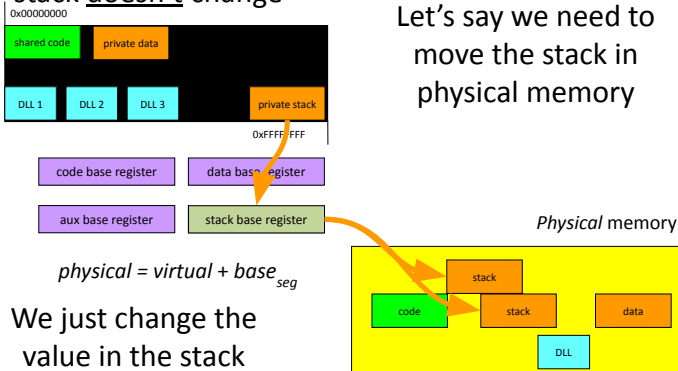 stack doesn't change
0x00000000
shared code
private data
DLL 1
DLL 2
DLL 3
private stack
0xFFFFFFFF
Let's say we need to
move the stack in
physical memory
code base register
data base register
aux base register
stack base register
physical = virtual + base seg
We just change the
value in the stack
Physical memory
stack
code
stack
data
DLL